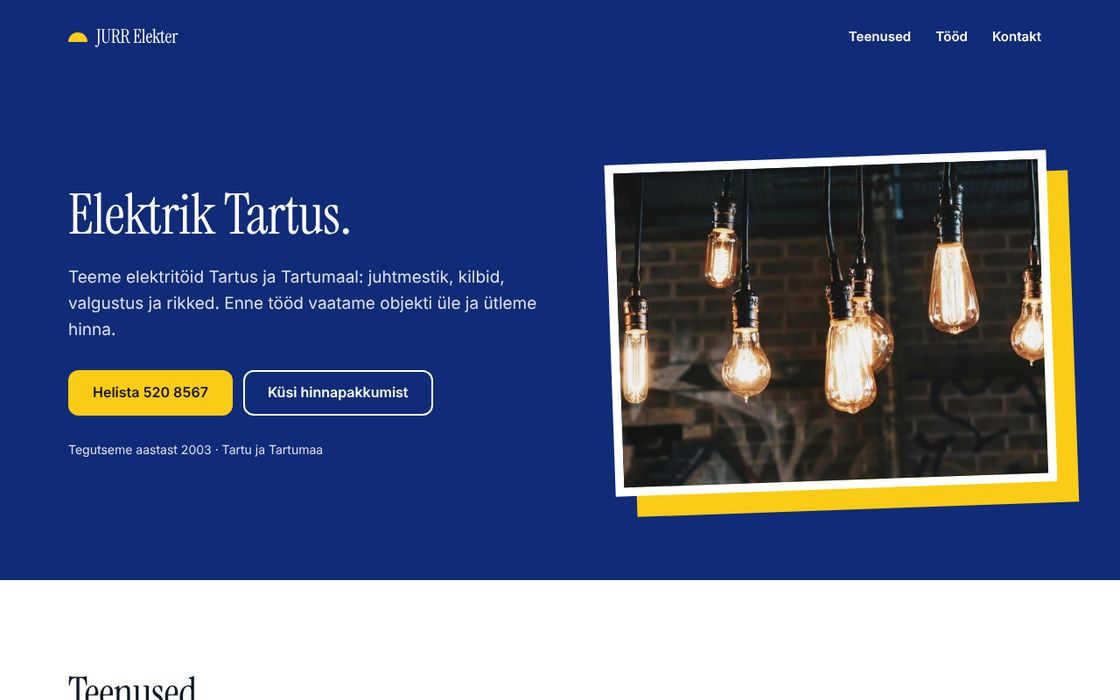 JURR Elekter
Teenused
Tööd
Kontakt
Elektrik Tartus.
Teeme elektritöid Tartus ja Tartumaal: juhtmestik, kilbid,
valgustus ja rikked. Enne tööd vaatame objekti üle ja ütleme
hinna.
Helista 520 8567
Küsi hinnapakkumist
Tegutseme aastast 2003 · Tartu ja Tartumaa
Teenused